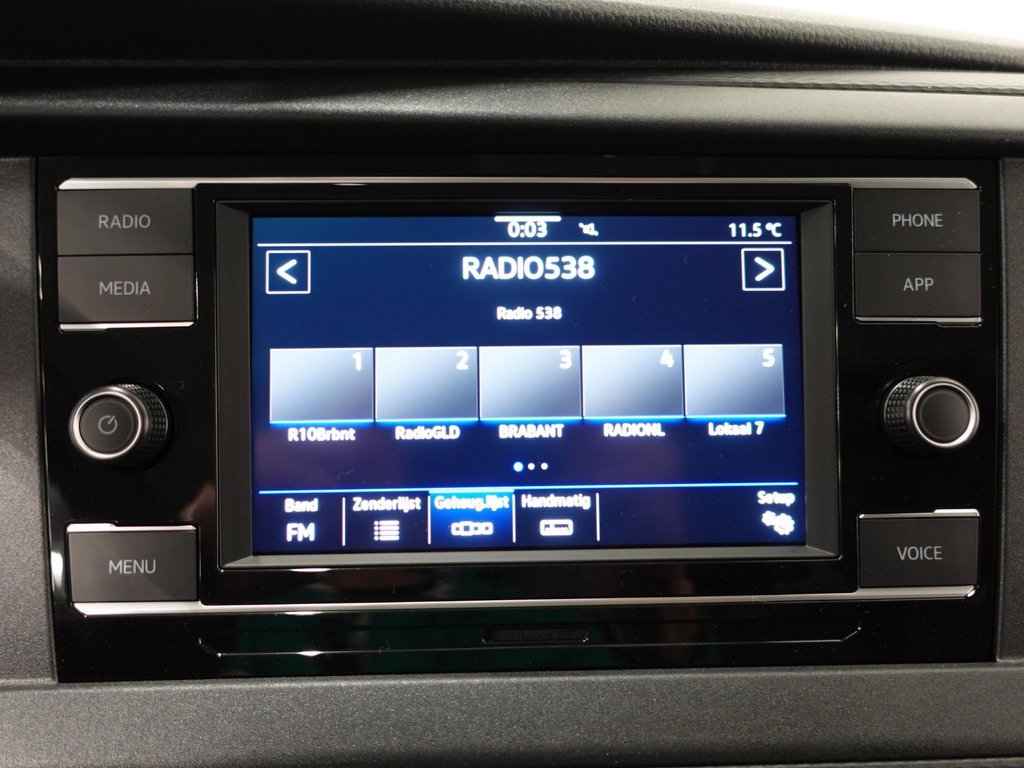 RADIO
MEDIA
MENU
0:03 11.5 °C
< RADIO538 >
Radio 538
1 2 3 4 5
R10Brbnt RadioGLD BRABANT RADIONL Lokaal 7
Band Zenderlijst Geheug.lijst Handmatig Setup
FM
PHONE
APP
VOICE